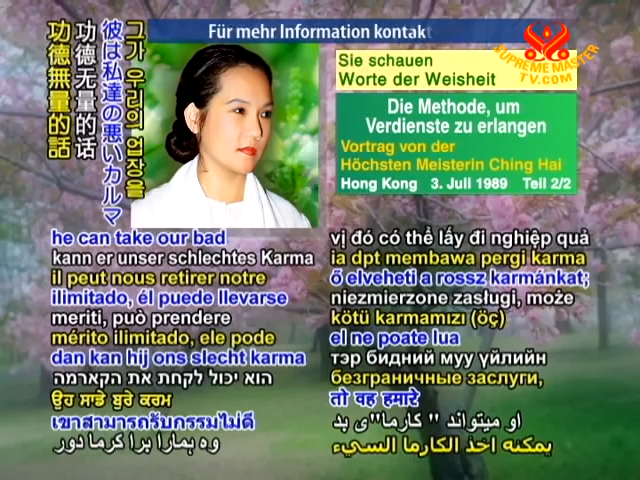 Für mehr Information kontak
SUPREME MASTER
TV.COM
功德無量的話
功德无量的话
彼は私達の悪いカルマ
그가 우리의 업장을
Sie schauen
Worte der Weisheit
Die Methode, um
Verdienste zu erlangen
Vortrag von der
Höchsten Meisterin Ching Hai
Hong Kong 3. Juli 1989 Teil 2/2
he can take our bad
kann er unser schlechtes Karma
il peut nous retirer notre
ilimitado, él puede llevarse
meriti, può prendere
mérito ilimitado, ele pode
dan kan hij ons slecht karma
הוא יכול לקחת את הקארמה
ਉਹ ਸਾਡੇ ਬੁਰੇ ਕਰਮ
เขาสามารถรับกรรมไม่ดี
وہ ہمارا برا کرما دور
vị đó có thể lấy đi nghiệp quả
ia dpt membawa pergi karma
ő elveheti a rossz karmánkat;
niezmierzone zasługi, może
kötü karmamızı (öç)
el ne poate lua
тэр бидний муу үйлийн
безграничные заслуги,
तो वह हमारे
او میتواند " کارما"ی بد
يمكنه اخذ الكارما السيء